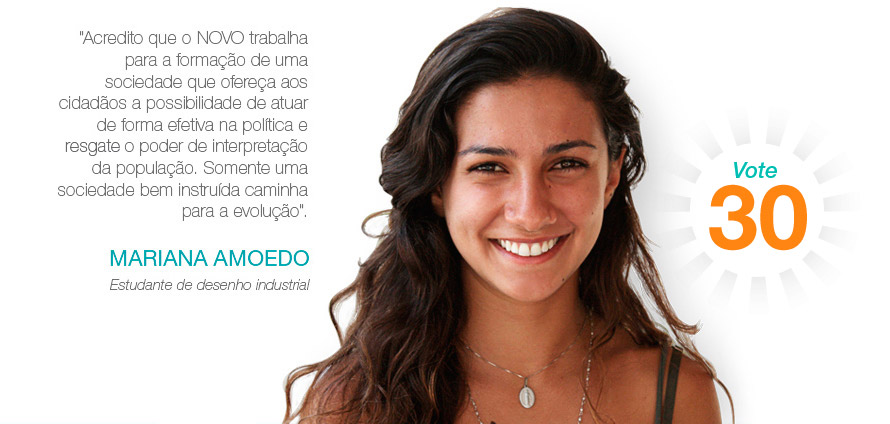 "Acredito que o NOVO trabalha
para a formação de uma
sociedade que ofereça aos
cidadãos a possibilidade de atuar
de forma efetiva na política e
resgate o poder de interpretação
da população. Somente uma
sociedade bem instruída caminha
para a evolução".
MARIANA AMOEDO
Estudante de desenho industrial
Vote
30